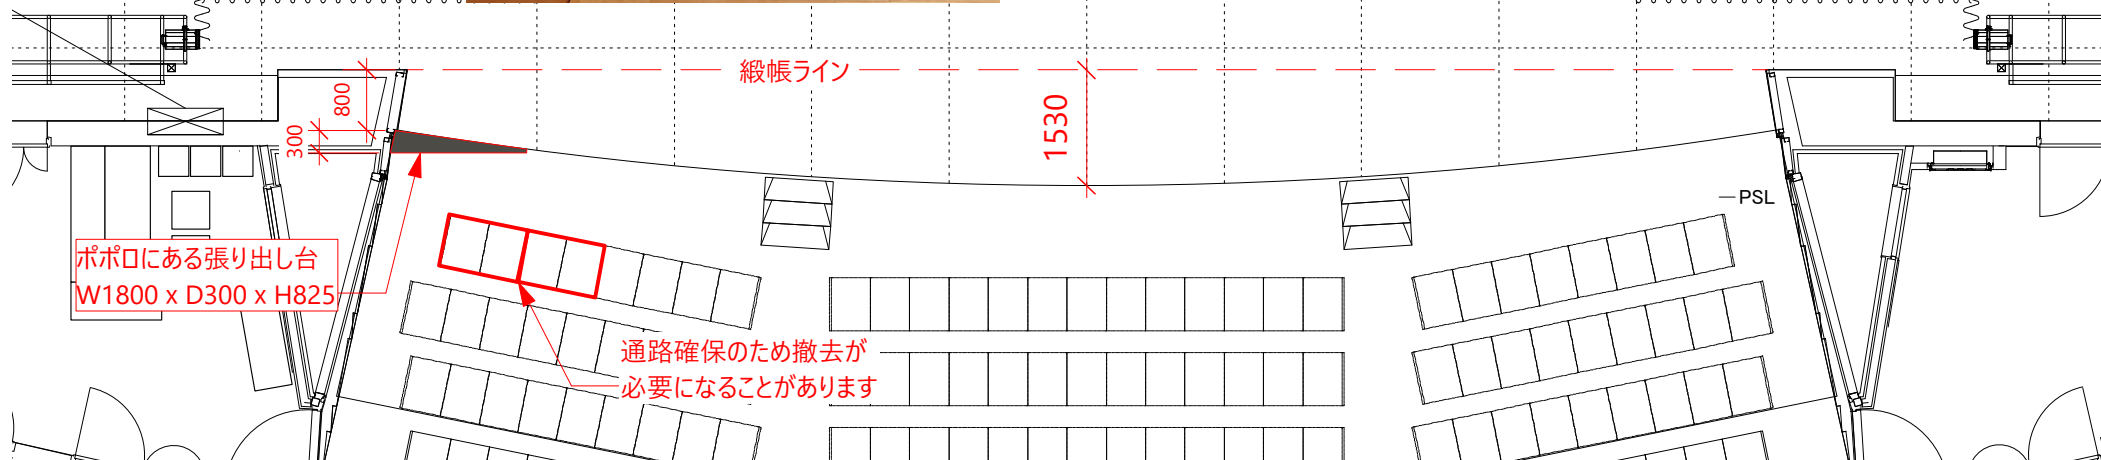 緞帳ライン
800
300
1530
PSL
ポポロにある張り出し台
W1800 x D300 x H825
通路確保のため撤去が
必要になることがあります